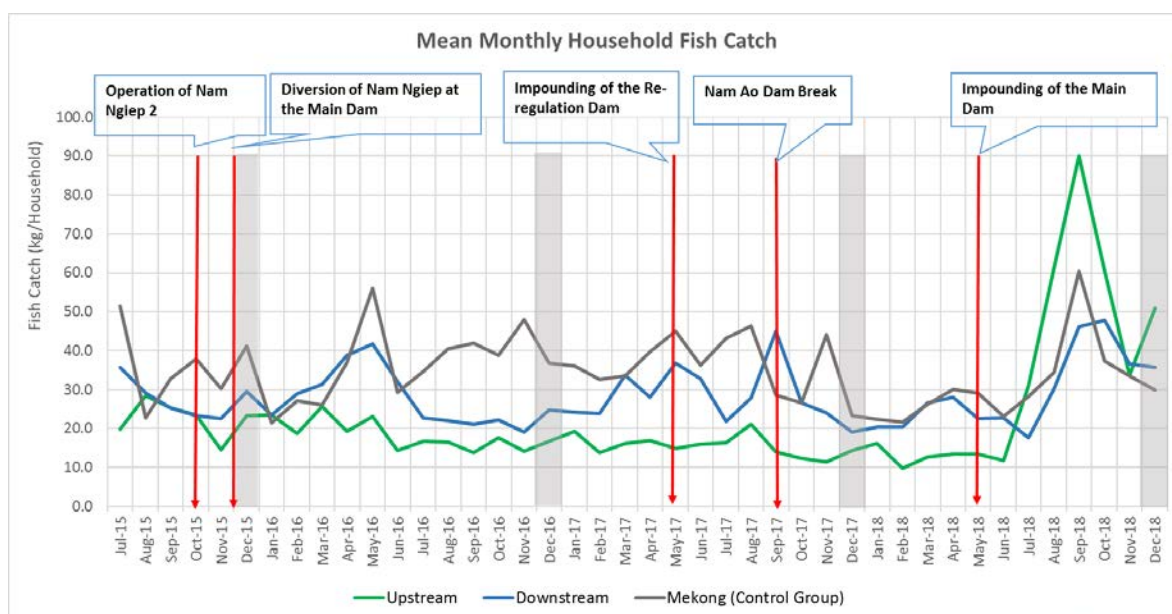 Mean Monthly Household Fish Catch
Operation of Nam
Ngiep 2
Diversion of Nam Ngiep at
the Main Dam
Impounding of the Re-
regulation Dam
Nam Ao Dam Break
Impounding of the Main
Dam
Fish Catch (kg/Household)
100.0
90.0
80.0
70.0
60.0
50.0
40.0
30.0
20.0
10.0
0.0
Jul-15
Aug-15
Sep-15
Oct-15
Nov-15
Dec-15
Jan-16
Feb-16
Mar-16
Apr-16
May-16
Jun-16
Jul-16
Aug-16
Sep-16
Oct-16
Nov-16
Dec-16
Jan-17
Feb-17
Mar-17
Apr-17
May-17
Jun-17
Jul-17
Aug-17
Sep-17
Oct-17
Nov-17
Dec-17
Jan-18
Feb-18
Mar-18
Apr-18
May-18
Jun-18
Jul-18
Aug-18
Sep-18
Oct-18
Nov-18
Dec-18
Upstream
Downstream
Mekong (Control Group)